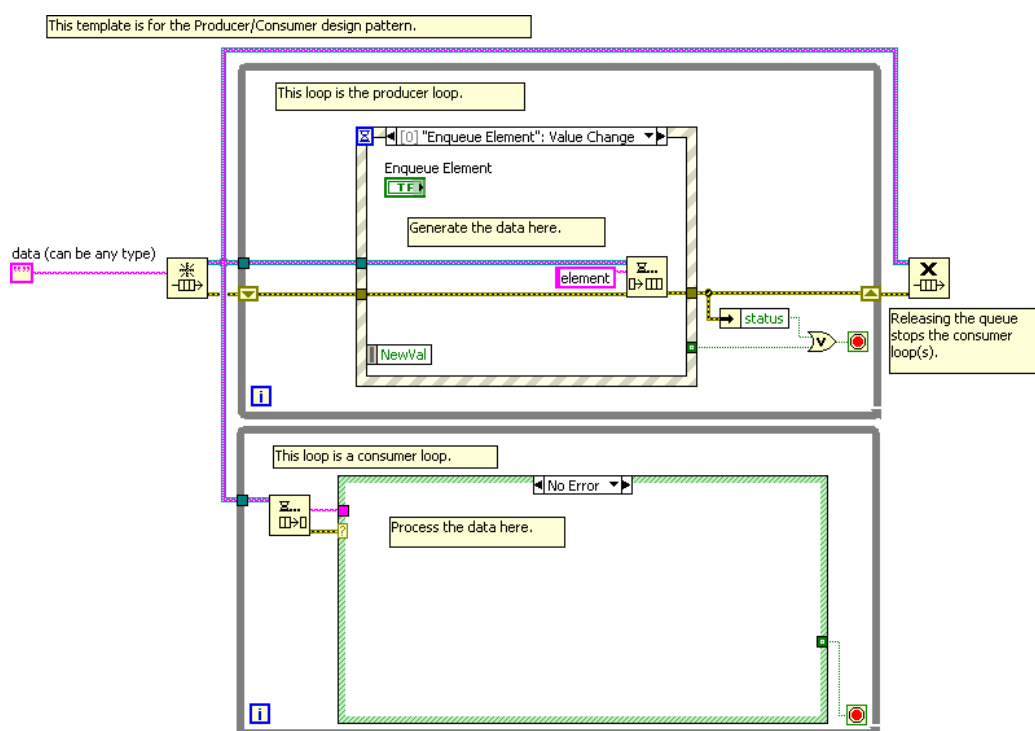 This template is for the Producer/Consumer design pattern.
This loop is the producer loop.
[0] "Enqueue Element": Value Change
Enqueue Element
TF
Generate the data here.
data (can be any type)
""
element
status
V
Releasing the queue
stops the consumer
loop(s).
NewVal
i
This loop is a consumer loop.
No Error
?
Process the data here.
i